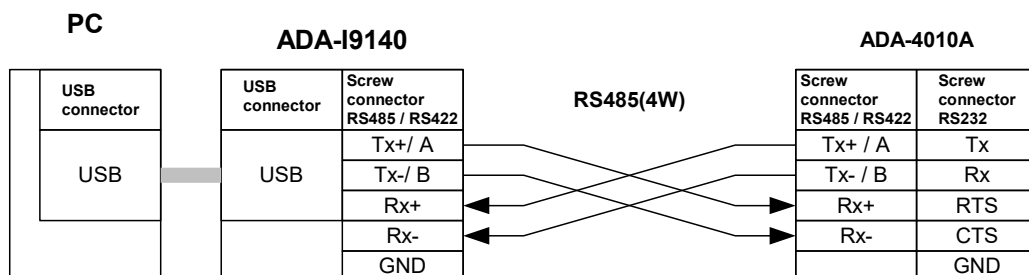 PC
ADA-I9140
ADA-4010A
USB
connector
USB
connector
Screw
connector
RS485 / RS422
RS485(4W)
Screw
connector
RS485 / RS422
Screw
connector
RS232
USB
USB
Tx+/ A
Tx+ / A
Tx
Tx-/ B
Tx- / B
Rx
Rx+
Rx+
RTS
Rx-
Rx-
CTS
GND
GND